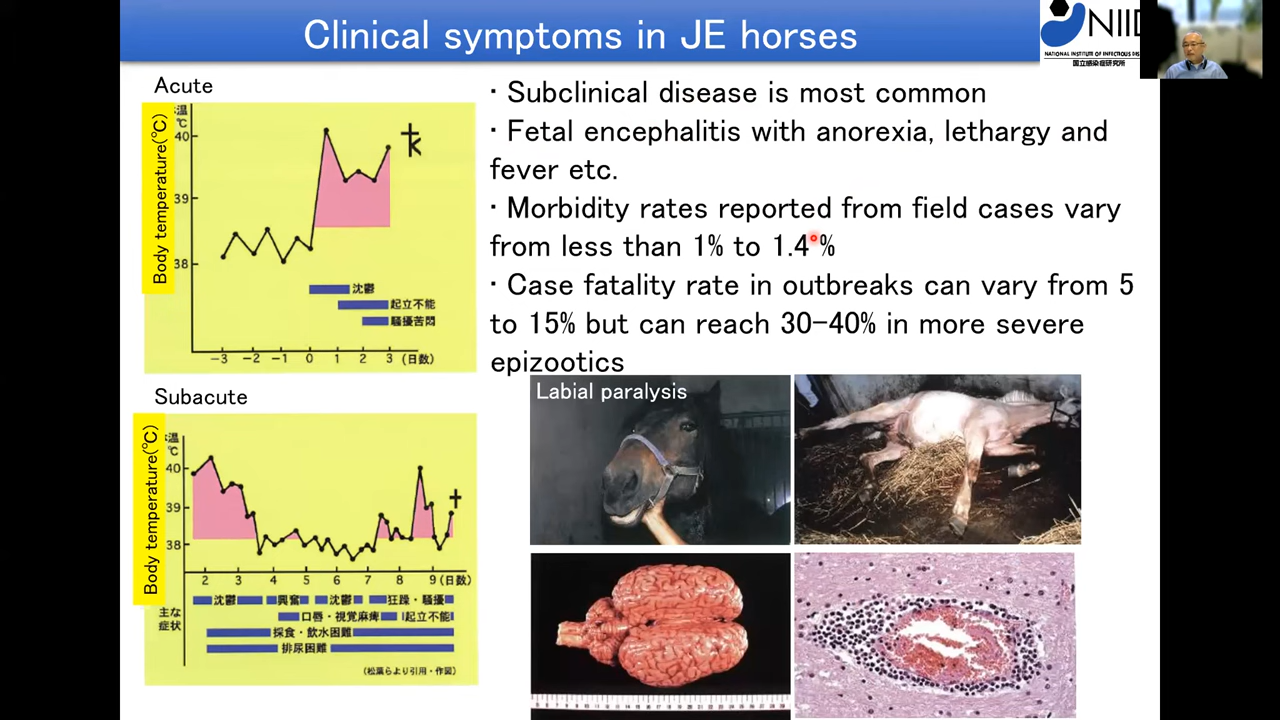 Clinical symptoms in JE horses
NIID
NATIONAL INSTITUTE OF INFECTIOUS DIS
国立感染症研究所
Acute
Body temperature(℃)
温
℃
40
39
38
K
沈鬱
起立不能
騒擾苦悶
-3 -2 -1 0 1 2 3 (日数)
· Subclinical disease is most common
· Fetal encephalitis with anorexia, lethargy and
fever etc.
· Morbidity rates reported from field cases vary
from less than 1% to 1.4 %
· Case fatality rate in outbreaks can vary from 5
to 15% but can reach 30-40% in more severe
epizootics
Subacute
Body temperature(℃)
温
℃
40
39
38
2 3 4 5 6 7 8 9 (日数)
主な
症状
沈鬱 興奮 沈鬱 狂躁・騒擾
口唇・視覚麻痺 起立不能
採食・飲水困難
排尿困難
(松葉らより引用・作図)
Labial paralysis